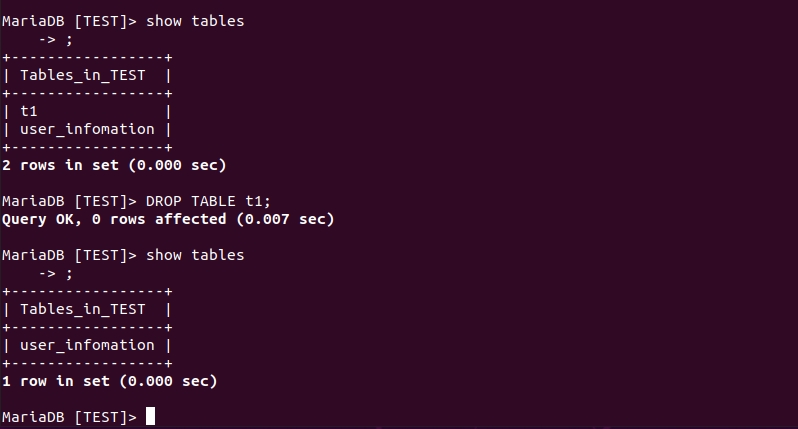 MariaDB [TEST]> show tables
    -> ;
+-----------------+
| Tables_in_TEST  |
+-----------------+
| t1              |
| user_infomation |
+-----------------+
2 rows in set (0.000 sec)

MariaDB [TEST]> DROP TABLE t1;
Query OK, 0 rows affected (0.007 sec)

MariaDB [TEST]> show tables
    -> ;
+-----------------+
| Tables_in_TEST  |
+-----------------+
| user_infomation |
+-----------------+
1 row in set (0.000 sec)

MariaDB [TEST]>